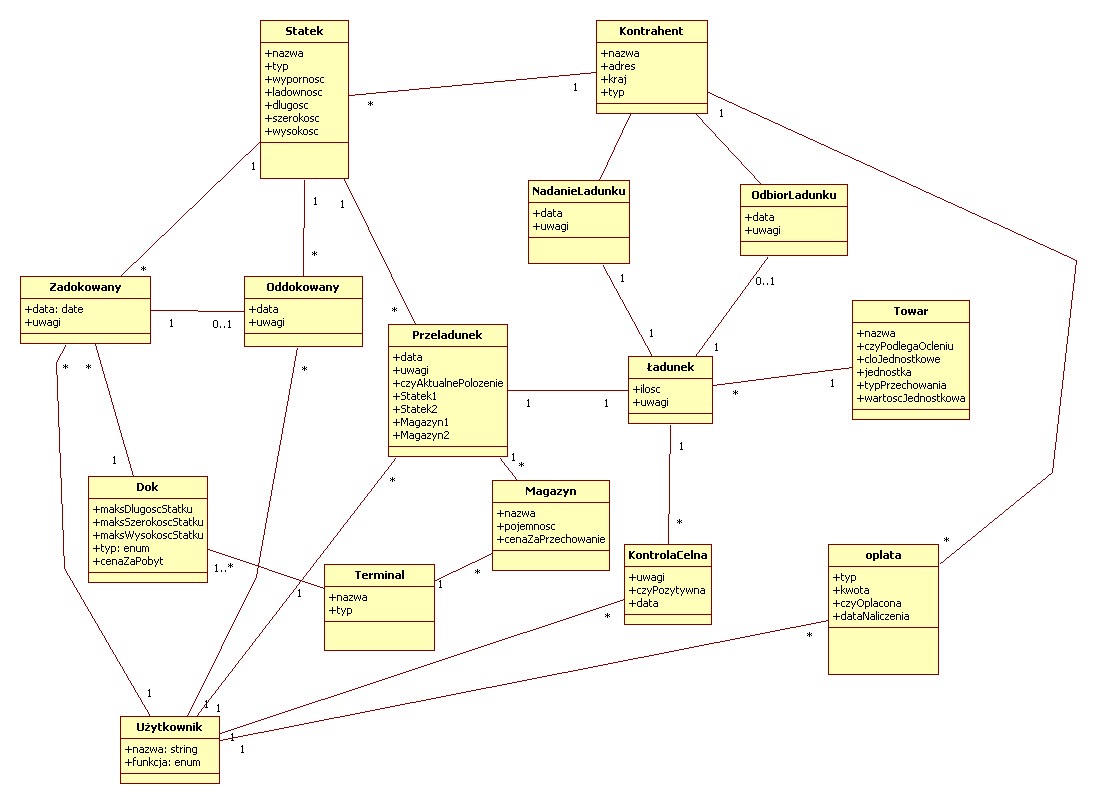 Statek
+nazwa
+typ
+wypornosc
+ladownosc
+dlugosc
+szerokosc
+wysokosc
Kontrahent
+nazwa
+adres
+kraj
+typ
*
1
1
1
1
1
NadanieLadunku
+data
+uwagi
OdbiorLadunku
+data
+uwagi
*
*
*
1
0..1
Zadokowany
+data: date
+uwagi
1
0..1
Oddokowany
+data
+uwagi
Przeladunek
+data
+uwagi
+czyAktualnePolozenie
+Statek1
+Statek2
+Magazyn1
+Magazyn2
1
1
1
1
Ładunek
+ilosc
+uwagi
*
1
Towar
+nazwa
+czyPodlegaOcleniu
+cloJednostkowe
+jednostka
+typPrzechowania
+wartoscJednostkowa
*
*
*
1
1
*
*
1
*
Dok
+maksDlugoscStatku
+maksSzerokoscStatku
+maksWysokoscStatku
+typ: enum
+cenaZaPobyt
1..*
Magazyn
+nazwa
+pojemnosc
+cenaZaPrzechowanie
1
*
1
Terminal
+nazwa
+typ
KontrolaCelna
+uwagi
+czyPozytywna
+data
*
*
oplata
+typ
+kwota
+czyOplacona
+dataNaliczenia
*
1
1
1
1
1
Użytkownik
+nazwa: string
+funkcja: enum